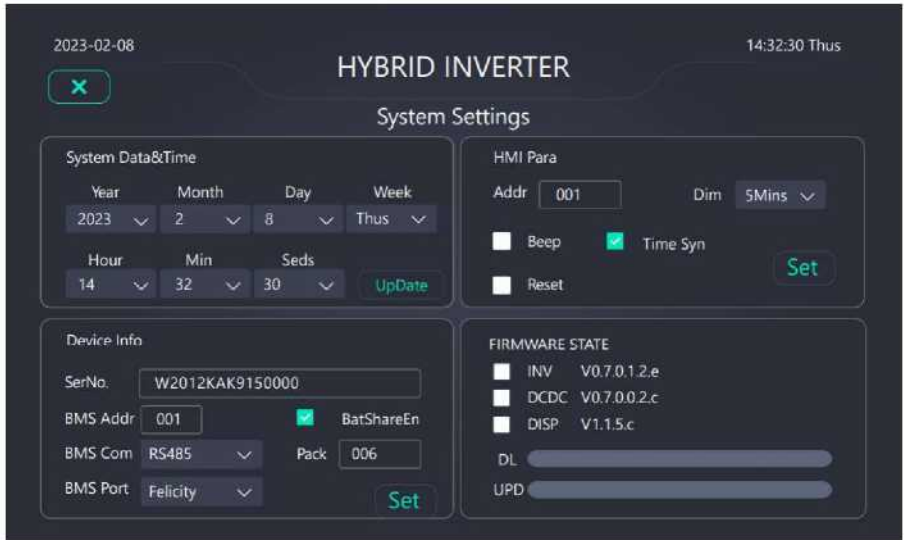 2023-02-08
14:32:30 Thus
HYBRID INVERTER
System Settings
System Data&Time
Year Month Day Week
2023 2 8 Thus
Hour Min Seds
14 32 30 UpDate
HMI Para
Addr 001 Dim 5Mins
Beep Time Syn
Reset Set
Device Info
SerNo. W2012KAK9150000
BMS Addr 001 BatShareEn
BMS Com RS485 Pack 006
BMS Port Felicity Set
FIRMWARE STATE
INV V0.7.0.1.2.e
DCDC V0.7.0.0.2.c
DISP V1.1.5.c
DL
UPD